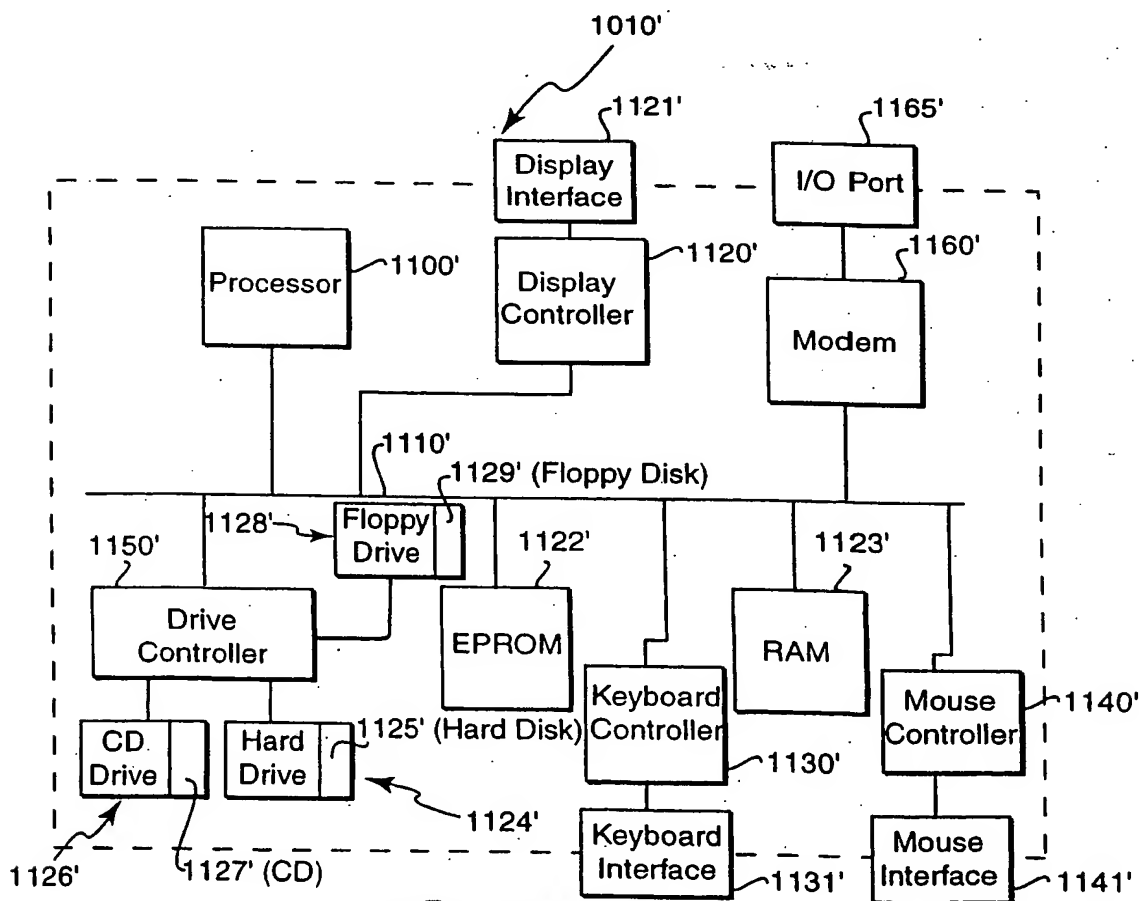 1010'
1121'
1165'
Display
Interface
I/O Port
1160'
Processor
1100'
Display
Controller
1120'
Modem
1110'
1129' (Floppy Disk)
1128'
Floppy
Drive
1150'
1122'
1123'
Drive
Controller
EPROM
RAM
Keyboard
Controller
Mouse
Controller
1140'
CD
Drive
Hard
Drive
1125' (Hard Disk)
1130'
1124'
1126'
1127' (CD)
Keyboard
Interface
1131'
Mouse
Interface
1141'